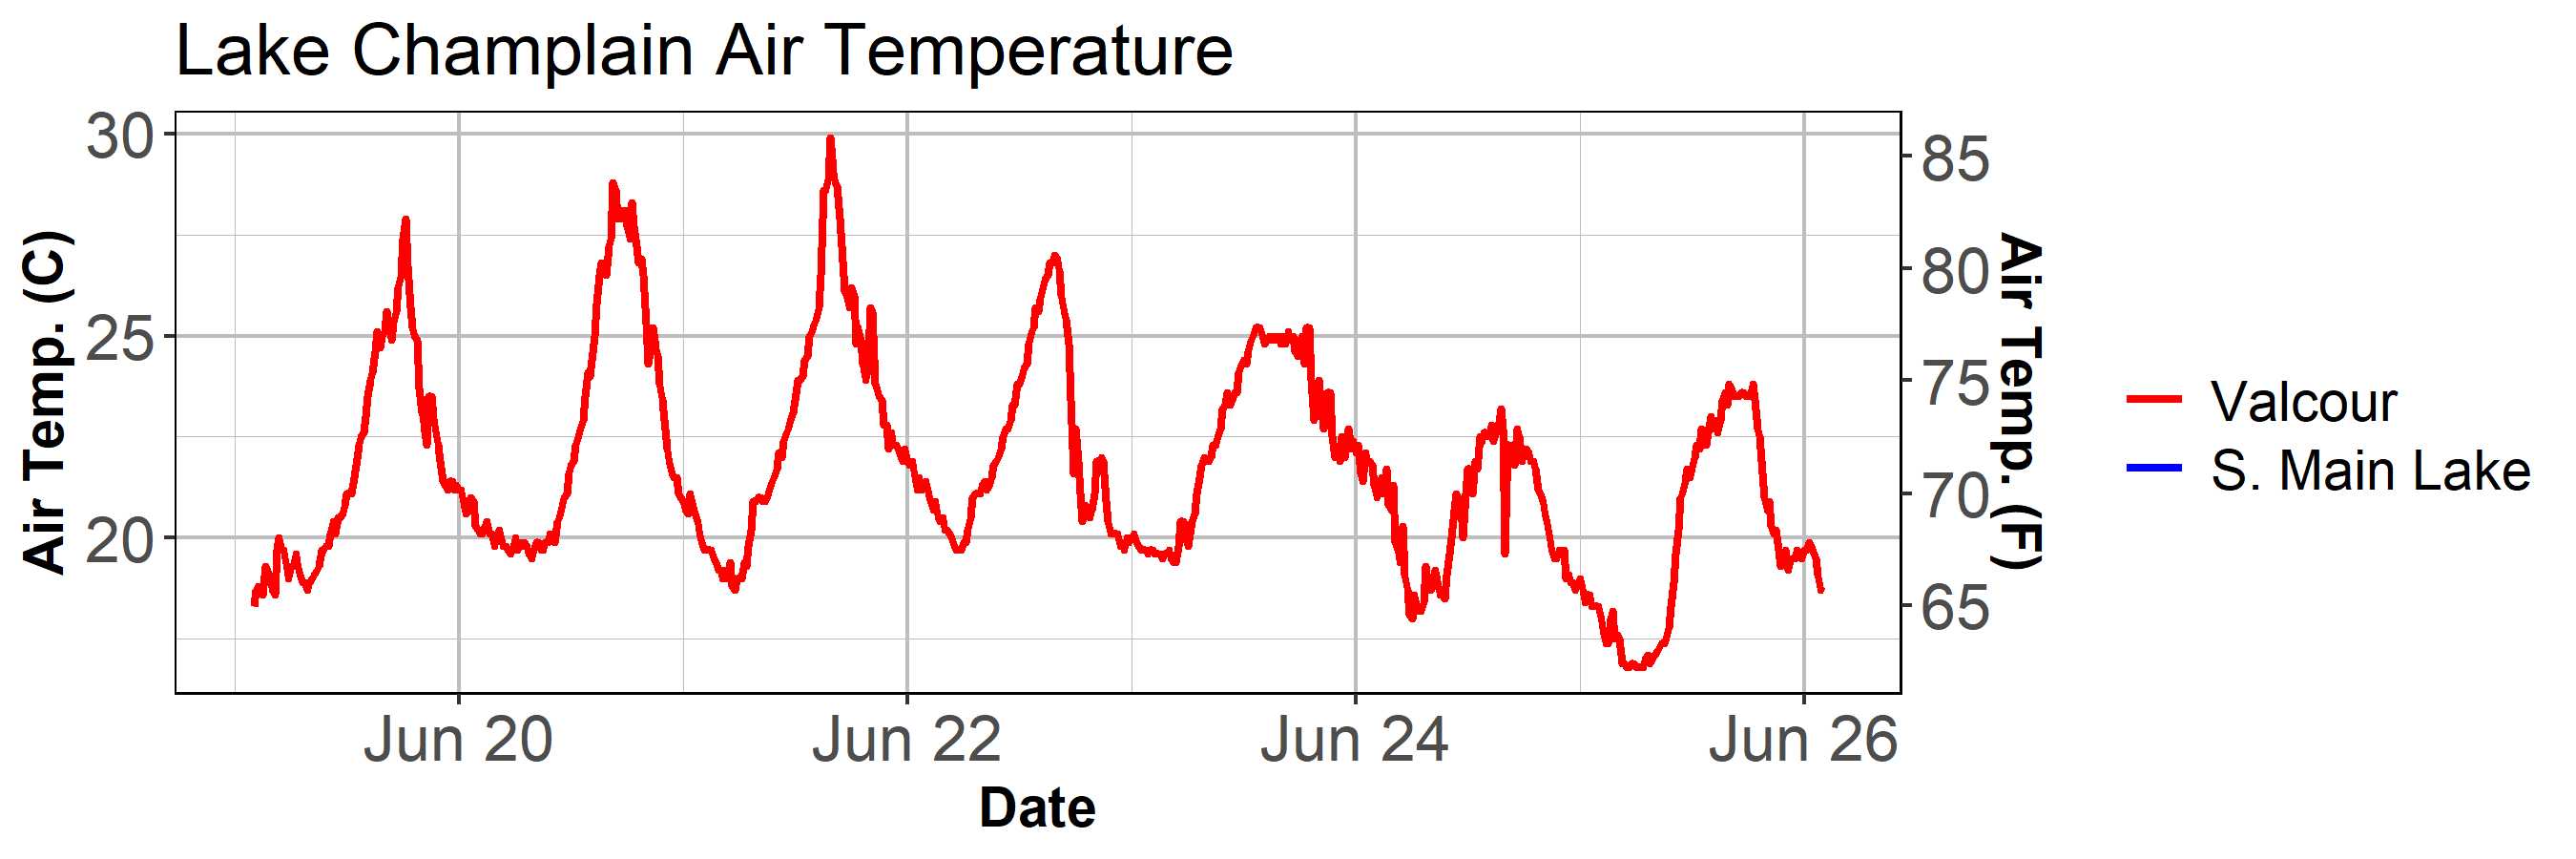 Lake Champlain Air Temperature
30
25
20
Air Temp. (C)
85
80
75
70
65
Air Temp. (F)
Jun 20
Jun 22
Jun 24
Jun 26
Date
Valcour
S. Main Lake